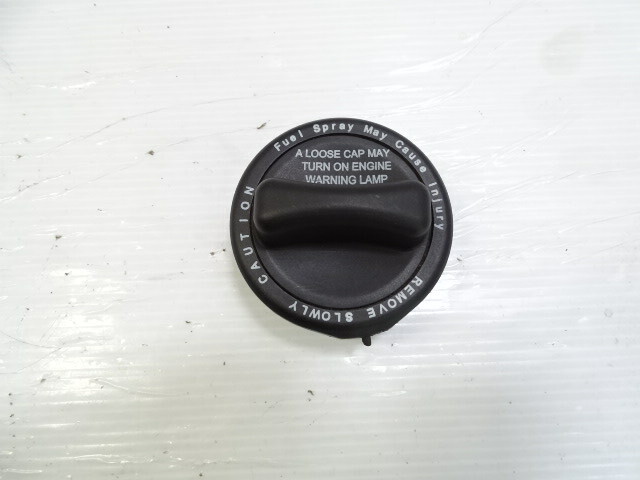 CAUTION
Fuel Spray May Cause Injury
REMOVE SLOWLY
A LOOSE CAP MAY
TURN ON ENGINE
WARNING LAMP